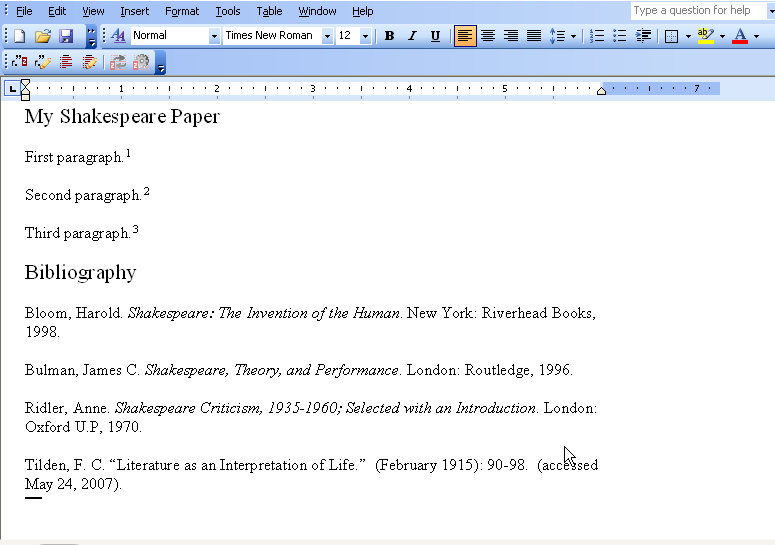 File Edit View Insert Format Tools Table Window Help Type a question for help
Normal Times New Roman 12 B I U ab A
L 1 2 3 4 5 7
My Shakespeare Paper
First paragraph.1
Second paragraph.2
Third paragraph.3
Bibliography
Bloom, Harold. Shakespeare: The Invention of the Human. New York: Riverhead Books,
1998.
Bulman, James C. Shakespeare, Theory, and Performance. London: Routledge, 1996.
Ridler, Anne. Shakespeare Criticism, 1935-1960; Selected with an Introduction. London:
Oxford U.P, 1970.
Tilden, F. C. “Literature as an Interpretation of Life.”  (February 1915): 90-98.  (accessed
May 24, 2007).